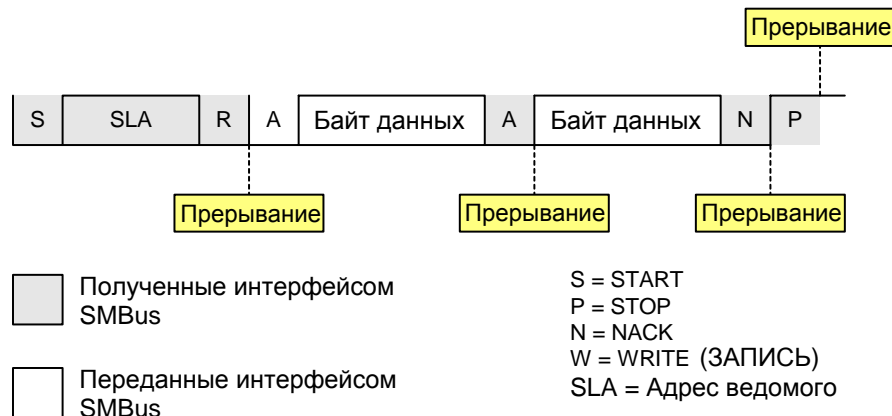 Прерывание
S SLA R A Байт данных A Байт данных N P
Прерывание Прерывание Прерывание
Полученные интерфейсом
SMBus
Переданные интерфейсом
SMBus
S = START
P = STOP
N = NACK
W = WRITE (ЗАПИСЬ)
SLA = Адрес ведомого